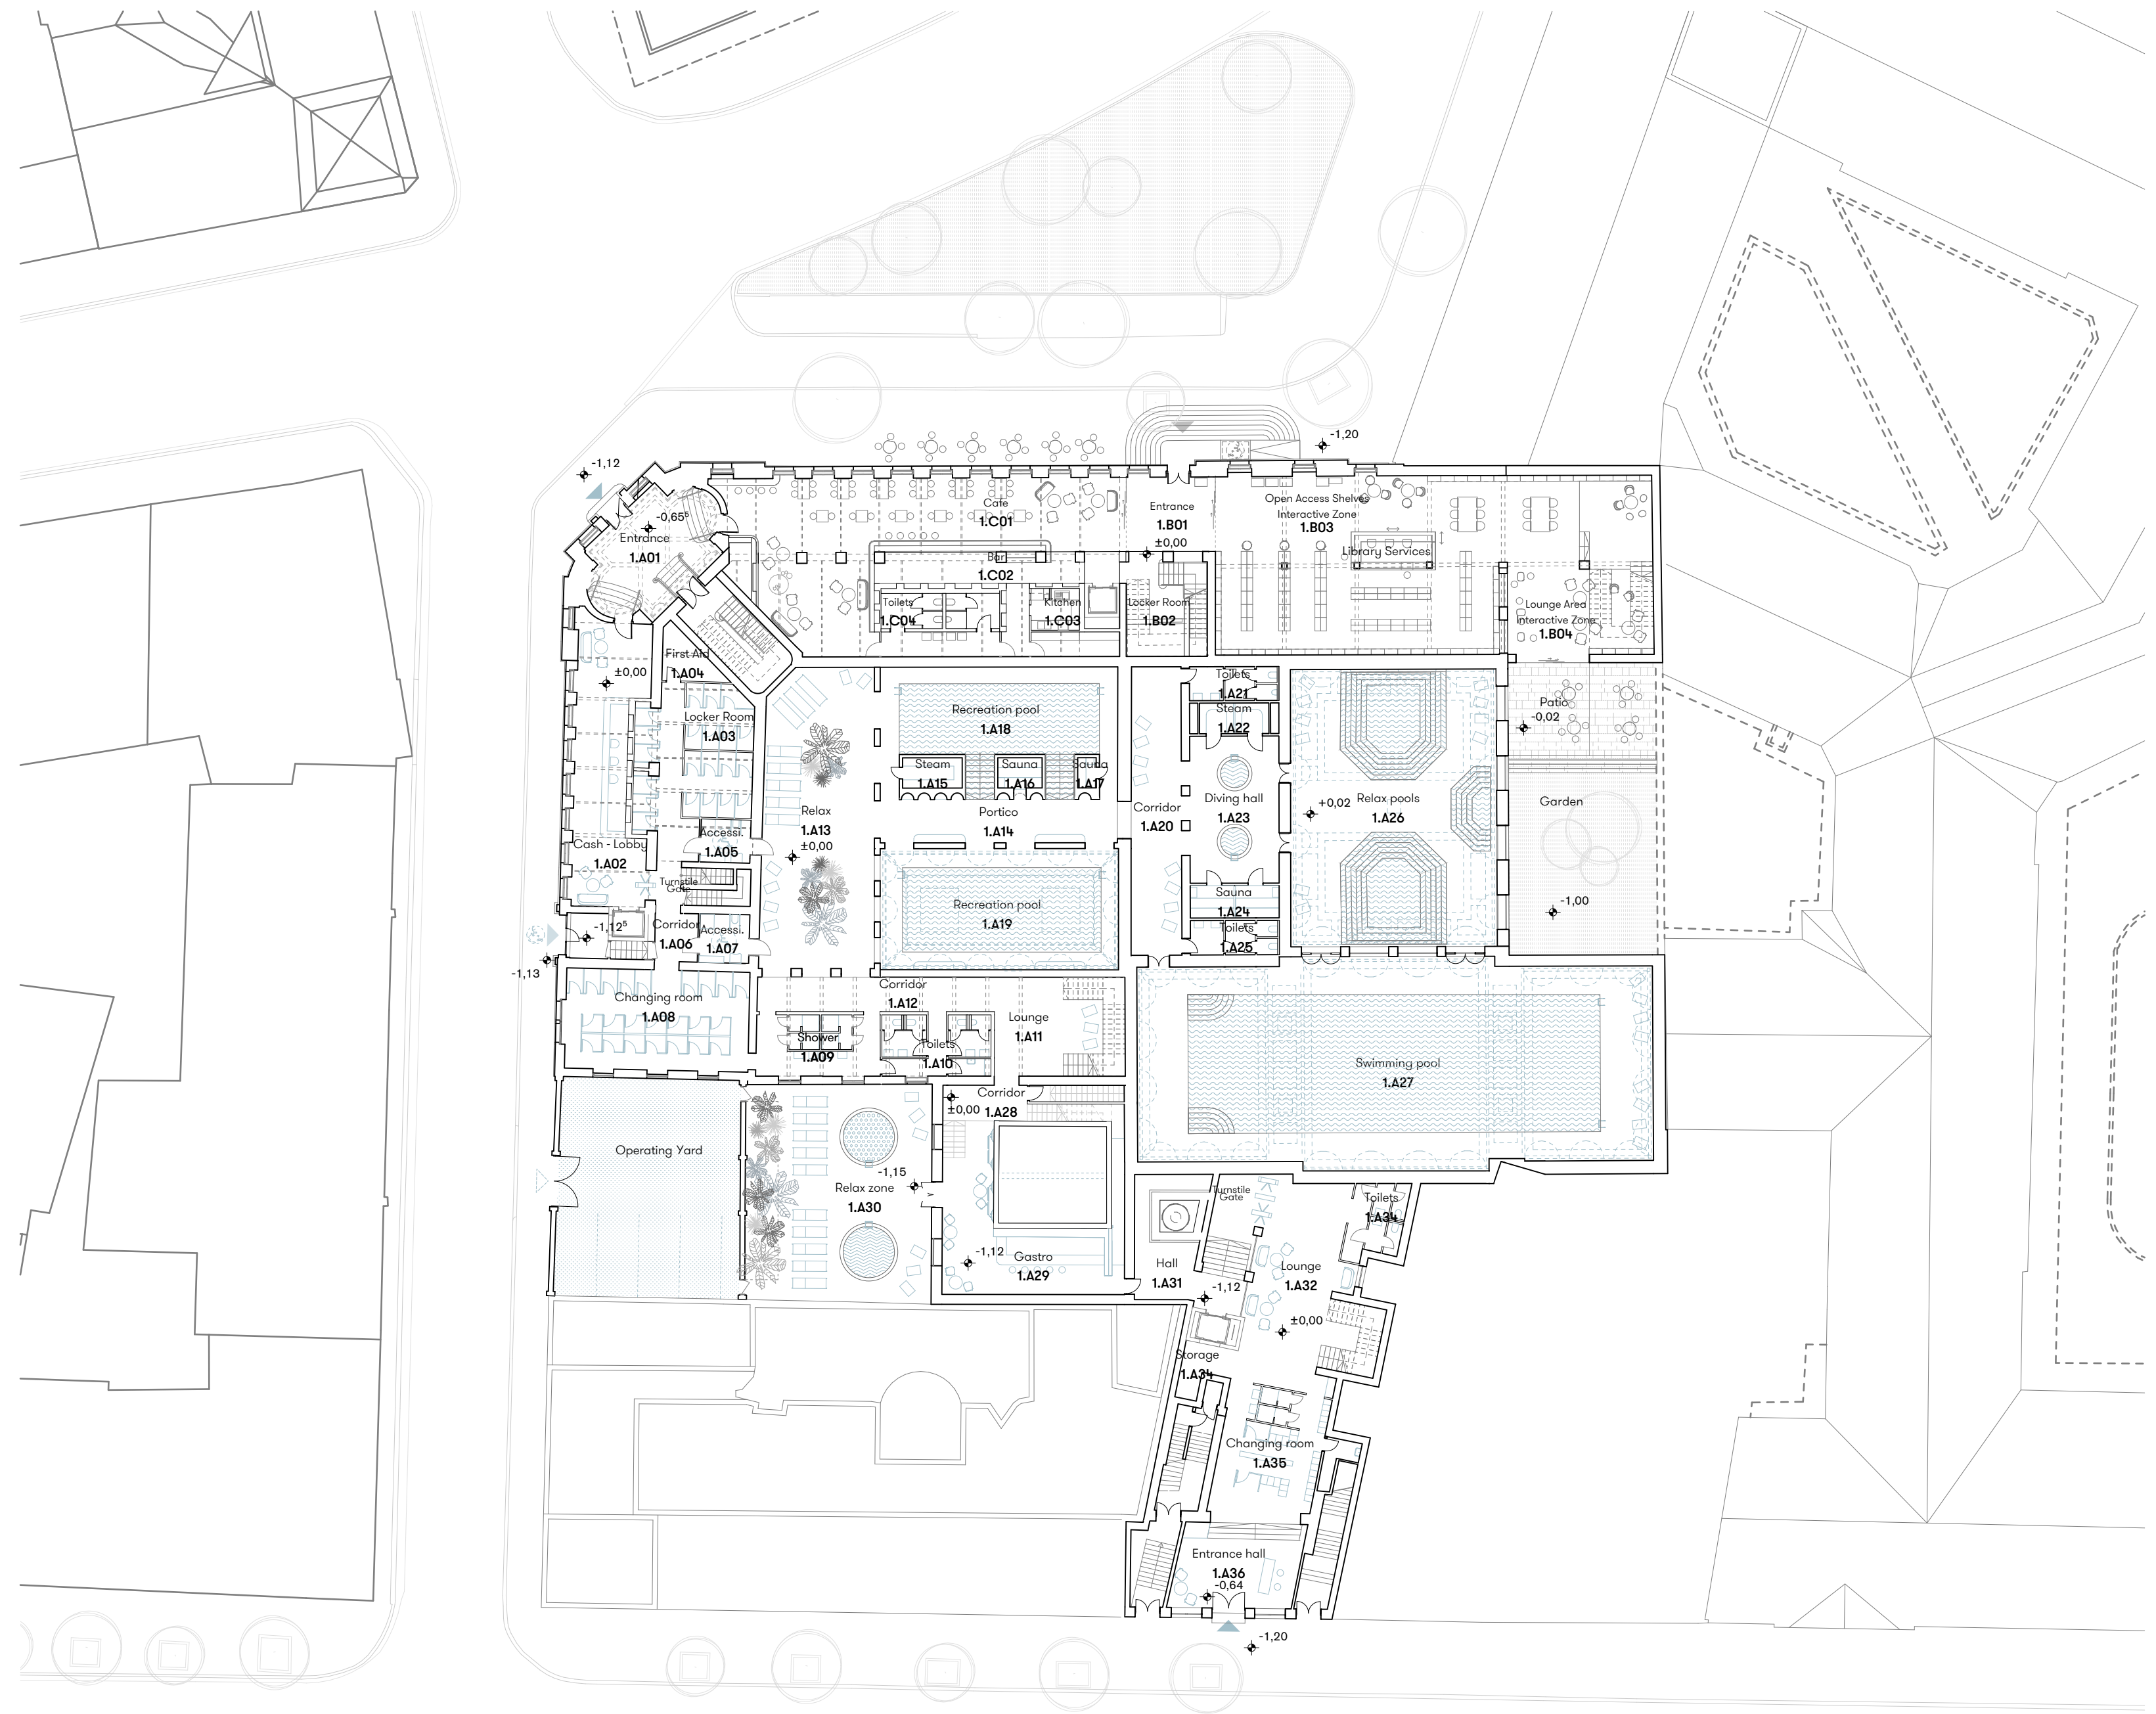 -1,20
-1,12
-0,65⁵
Entrance
1.A01
Cafe
1.C01
Entrance
1.B01
±0,00
Open Access Shelves
Interactive Zone
1.B03
Library Services
Bar
1.C02
Toilets
1.C04
Kitchen
1.C03
Locker Room
1.B02
Lounge Area
Interactive Zone
1.B04
First Aid
1.A04
±0,00
Toilets
1.A21
Steam
1.A22
Patio
-0,02
Locker Room
1.A03
Recreation pool
1.A18
Steam
1.A15
Sauna
1.A16
Sauna
1.A17
Relax
1.A13
±0,00
Portico
1.A14
Corridor
1.A20
Diving hall
1.A23
+0,02
Relax pools
1.A26
Garden
Accessi.
1.A05
Cash - Lobby
1.A02
Turnstile
Gate
Recreation pool
1.A19
Sauna
1.A24
-1,00
Toilets
1.A25
-1,12⁵
Corridor
1.A06
Accessi.
1.A07
-1,13
Changing room
1.A08
Corridor
1.A12
Shower
1.A09
Toilets
1.A10
Lounge
1.A11
Swimming pool
1.A27
Corridor
1.A28
±0,00
Operating Yard
-1,15
Relax zone
1.A30
Turnstile
Gate
Toilets
1.A34
-1,12
Gastro
1.A29
Hall
1.A31
Lounge
1.A32
-1,12
±0,00
Storage
1.A34
Changing room
1.A35
Entrance hall
1.A36
-0,64
-1,20